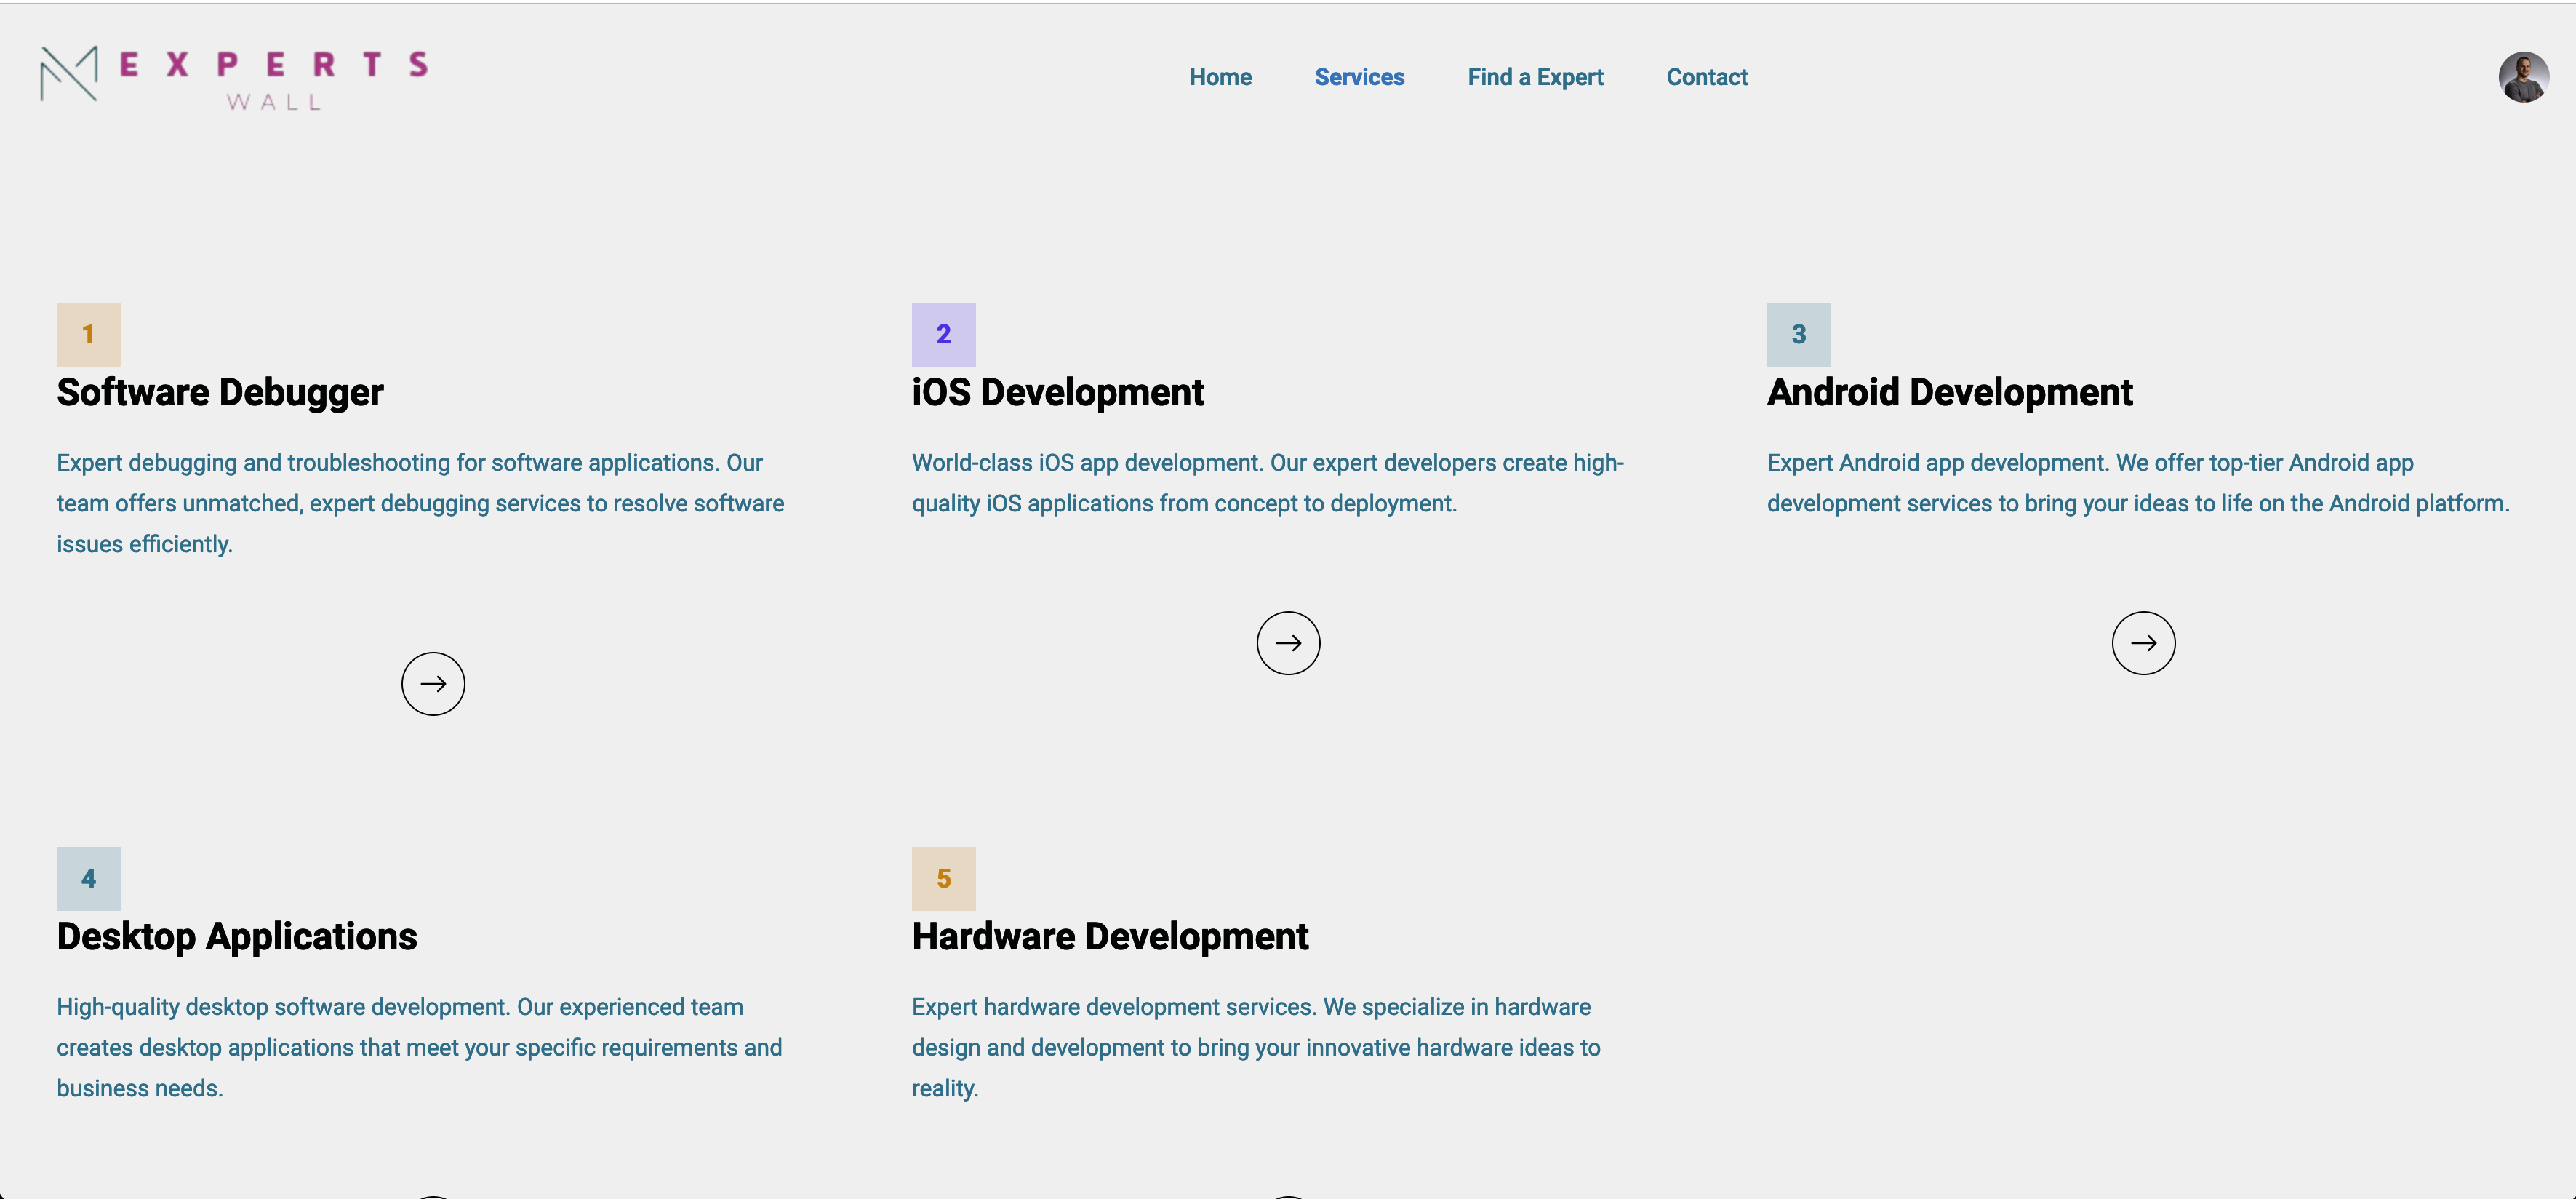 EXPERTS
WALL
Home
Services
Find a Expert
Contact
1
Software Debugger
Expert debugging and troubleshooting for software applications. Our
team offers unmatched, expert debugging services to resolve software
issues efficiently.
2
iOS Development
World-class iOS app development. Our expert developers create high-
quality iOS applications from concept to deployment.
3
Android Development
Expert Android app development. We offer top-tier Android app
development services to bring your ideas to life on the Android platform.
4
Desktop Applications
High-quality desktop software development. Our experienced team
creates desktop applications that meet your specific requirements and
business needs.
5
Hardware Development
Expert hardware development services. We specialize in hardware
design and development to bring your innovative hardware ideas to
reality.